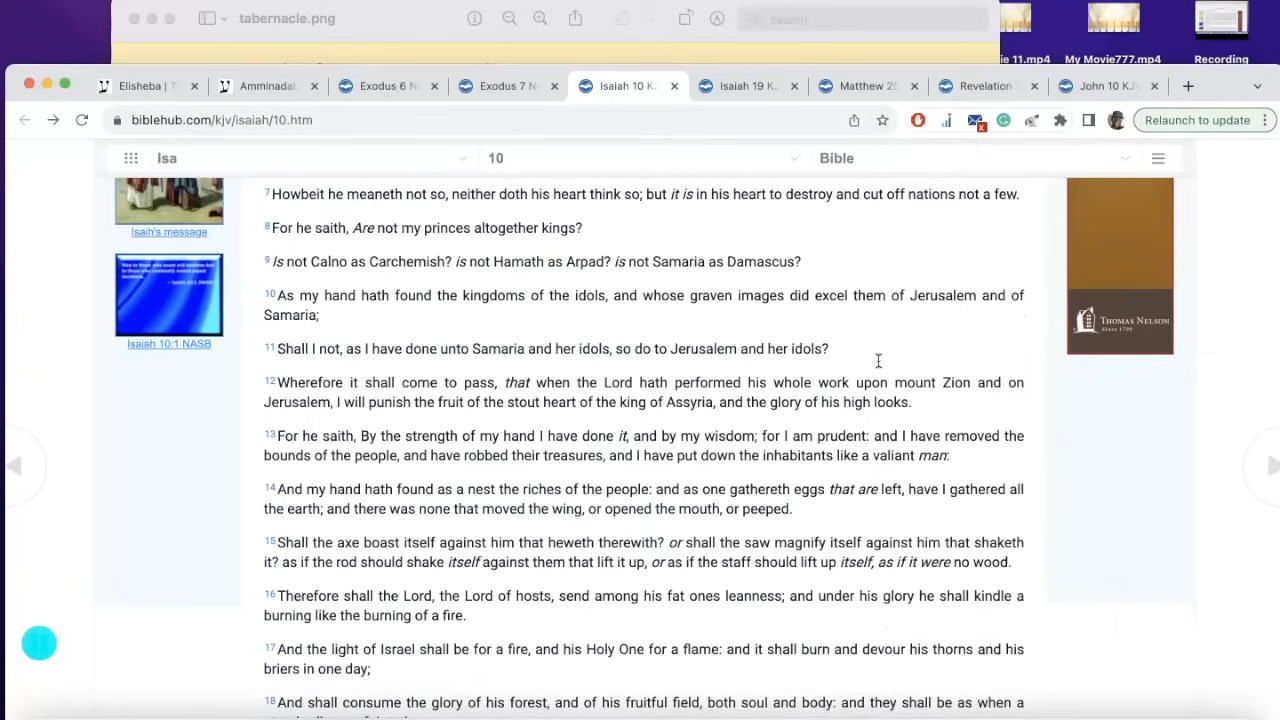 tabernacle.png
Search
ie 11.mp4
My Movie777.mp4
Recording
Elisheba | T
Amminadal
Exodus 6 N
Exodus 7 N
Isaiah 10 K
Isaiah 19 K
Matthew 25
Revelation
John 10 KJ
biblehub.com/kjv/isaiah/10.htm
Relaunch to update
Isa
10
Bible
7 Howbeit he meaneth not so, neither doth his heart think so; but it is in his heart to destroy and cut off nations not a few.
Isaih's message
8 For he saith, Are not my princes altogether kings?
9 Is not Calno as Carchemish? is not Hamath as Arpad? is not Samaria as Damascus?
10 As my hand hath found the kingdoms of the idols, and whose graven images did excel them of Jerusalem and of
Samaria;
THOMAS NELSON
Since 1798
Isaiah 10:1 NASB
11 Shall I not, as I have done unto Samaria and her idols, so do to Jerusalem and her idols?
12 Wherefore it shall come to pass, that when the Lord hath performed his whole work upon mount Zion and on
Jerusalem, I will punish the fruit of the stout heart of the king of Assyria, and the glory of his high looks.
13 For he saith, By the strength of my hand I have done it, and by my wisdom; for I am prudent: and I have removed the
bounds of the people, and have robbed their treasures, and I have put down the inhabitants like a valiant man:
14 And my hand hath found as a nest the riches of the people: and as one gathereth eggs that are left, have I gathered all
the earth; and there was none that moved the wing, or opened the mouth, or peeped.
15 Shall the axe boast itself against him that heweth therewith? or shall the saw magnify itself against him that shaketh
it? as if the rod should shake itself against them that lift it up, or as if the staff should lift up itself, as if it were no wood.
16 Therefore shall the Lord, the Lord of hosts, send among his fat ones leanness; and under his glory he shall kindle a
burning like the burning of a fire.
17 And the light of Israel shall be for a fire, and his Holy One for a flame: and it shall burn and devour his thorns and his
briers in one day;
18 And shall consume the glory of his forest, and of his fruitful field, both soul and body: and they shall be as when a